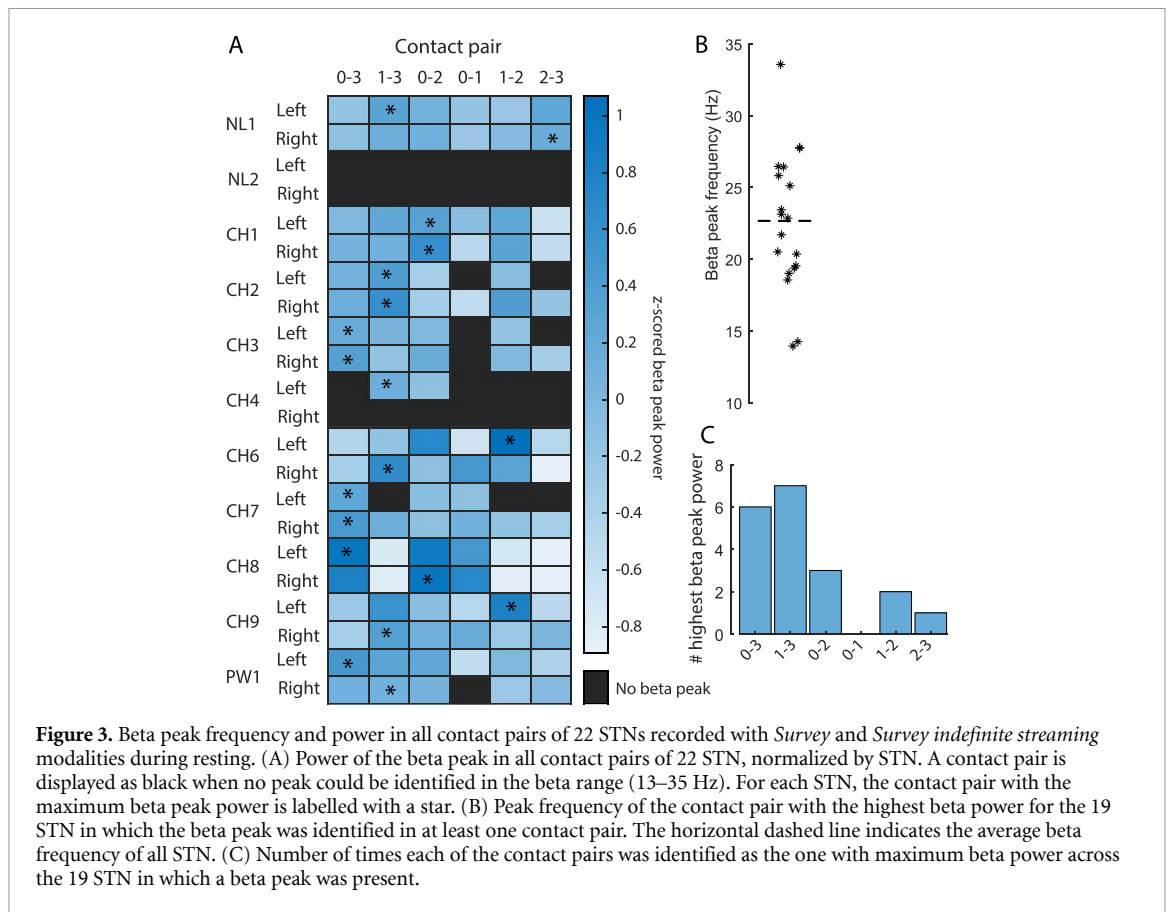 A
Contact pair
0-3 1-3 0-2 0-1 1-2 2-3
NL1
Left
Right
NL2
Left
Right
CH1
Left
Right
CH2
Left
Right
CH3
Left
Right
CH4
Left
Right
CH6
Left
Right
CH7
Left
Right
CH8
Left
Right
CH9
Left
Right
PW1
Left
Right
1
0.8
0.6
0.4
0.2
0
-0.2
-0.4
-0.6
-0.8
z-scored beta peak power
No beta peak
B
Beta peak frequency (Hz)
35
30
25
20
15
10
C
# highest beta peak power
8
6
4
2
0
0-3 1-3 0-2 0-1 1-2 2-3
Figure 3. Beta peak frequency and power in all contact pairs of 22 STNs recorded with Survey and Survey indefinite streaming
modalities during resting. (A) Power of the beta peak in all contact pairs of 22 STN, normalized by STN. A contact pair is
displayed as black when no peak could be identified in the beta range (13–35 Hz). For each STN, the contact pair with the
maximum beta peak power is labelled with a star. (B) Peak frequency of the contact pair with the highest beta power for the 19
STN in which the beta peak was identified in at least one contact pair. The horizontal dashed line indicates the average beta
frequency of all STN. (C) Number of times each of the contact pairs was identified as the one with maximum beta power across
the 19 STN in which a beta peak was present.